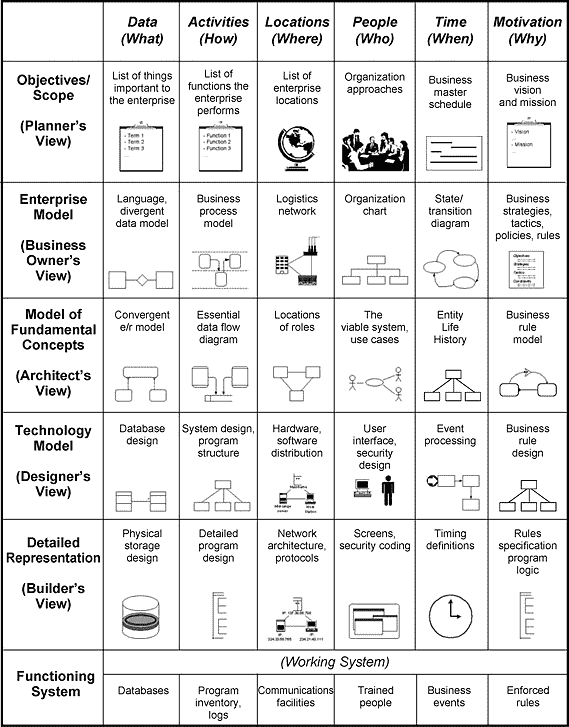 Data
(What)
Activities
(How)
Locations
(Where)
People
(Who)
Time
(When)
Motivation
(Why)
Objectives/
Scope
(Planner's
View)
List of things
important to
the enterprise
- Term 1
- Term 2
- Term 3
...
List of
functions the
enterprise
performs
- Function 1
- Function 2
- Function 3
...
List of
enterprise
locations
Organization
approaches
Business
master
schedule
Business
vision
and mission
- Vision
...
- Mission
...
Enterprise
Model
(Business
Owner's
View)
Language,
divergent
data model
Business
process
model
Logistics
network
Organization
chart
State/
transition
diagram
Business
strategies,
tactics,
policies, rules
Objectives
Strategies
Tactics
Constraints
Model of
Fundamental
Concepts
(Architect's
View)
Convergent
e/r model
Essential
data flow
diagram
Locations
of roles
The
viable system,
use cases
Entity
Life
History
Business
rule
model
Technology
Model
(Designer's
View)
Database
design
System design,
program
structure
Hardware,
software
distribution
Mainframe
Mid-range
User
interface,
security
design
Event
processing
Business
rule
design
Detailed
Representation
(Builder's
View)
Physical
storage
design
Detailed
program
design
Network
architecture,
protocols
IP
IP
IP
Screens,
security coding
Timing
definitions
Rules
specification
program
logic
Functioning
System
(Working System)
Databases
Program
inventory,
logs
Communications
facilities
Trained
people
Business
events
Enforced
rules